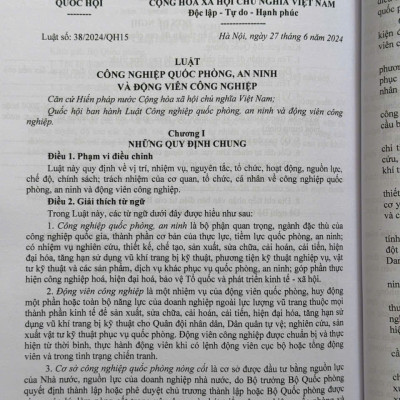 QUỐC HỘI
CỘNG HÒA XÃ HỘI CHỦ NGHĨA VIỆT NAM
Độc lập - Tự do - Hạnh phúc
Luật số: 38/2024/QH15
Hà Nội, ngày 27 tháng 6 năm 2024
LUẬT
CÔNG NGHIỆP QUỐC PHÒNG, AN NINH
VÀ ĐỘNG VIÊN CÔNG NGHIỆP
Căn cứ Hiến pháp nước Cộng hòa xã hội chủ nghĩa Việt Nam;
Quốc hội ban hành Luật Công nghiệp quốc phòng, an ninh và động viên công
nghiệp.
Chương I
NHỮNG QUY ĐỊNH CHUNG
Điều 1. Phạm vi điều chỉnh
Luật này quy định về vị trí, nhiệm vụ, nguyên tắc, tổ chức, hoạt động, nguồn lực,
chế độ, chính sách; trách nhiệm của cơ quan, tổ chức, cá nhân về công nghiệp quốc
phòng, an ninh và động viên công nghiệp.
Điều 2. Giải thích từ ngữ
Trong Luật này, các từ ngữ dưới đây được hiểu như sau:
1. Công nghiệp quốc phòng, an ninh là bộ phận quan trọng, ngành đặc thù của
công nghiệp quốc gia, thành phần cơ bản của thực lực, tiềm lực quốc phòng, an ninh;
có nhiệm vụ nghiên cứu, thiết kế, chế tạo, sản xuất, sửa chữa, cải hoán, cải tiến, hiện
đại hóa, tăng hạn sử dụng vũ khí trang bị kỹ thuật, phương tiện kỹ thuật nghiệp vụ, vật
tư kỹ thuật và các sản phẩm, dịch vụ khác phục vụ quốc phòng, an ninh; góp phần thực
hiện công nghiệp hoá, hiện đại hoá, bảo vệ Tổ quốc và phát triển kinh tế - xã hội.
2. Động viên công nghiệp là một nhiệm vụ của động viên quốc phòng, huy động
một phần hoặc toàn bộ năng lực của doanh nghiệp ngoài lực lượng vũ trang thuộc mọi
thành phần kinh tế để sản xuất, sửa chữa, cải hoán, cải tiến, hiện đại hóa, tăng hạn sử
dụng vũ khí trang bị kỹ thuật cho Quân đội nhân dân, Dân quân tự vệ; nghiên cứu, sản
xuất vật tư kỹ thuật phục vụ quốc phòng. Động viên công nghiệp được chuẩn bị và thực
hiện từ thời bình, thực hành động viên khi có lệnh động viên cục bộ hoặc tổng động
viên và trong tình trạng chiến tranh.
3. Cơ sở công nghiệp quốc phòng nòng cốt là cơ sở được đầu tư bằng nguồn lực
của Nhà nước, nguồn lực của doanh nghiệp nhà nước, do Bộ trưởng Bộ Quốc phòng
quyết định thành lập hoặc phê duyệt chủ trương thành lập hoặc Bộ Quốc phòng được